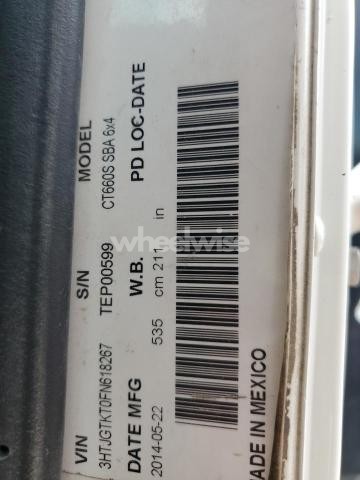 VIN S/N MODEL
3HTJGTKT0FN618267 TEP00599 CT660S SBA 6x4
DATE MFG W.B. PD LOC-DATE
2014-05-22 535 cm 211 in
ADE IN MEXICO
wheelwise